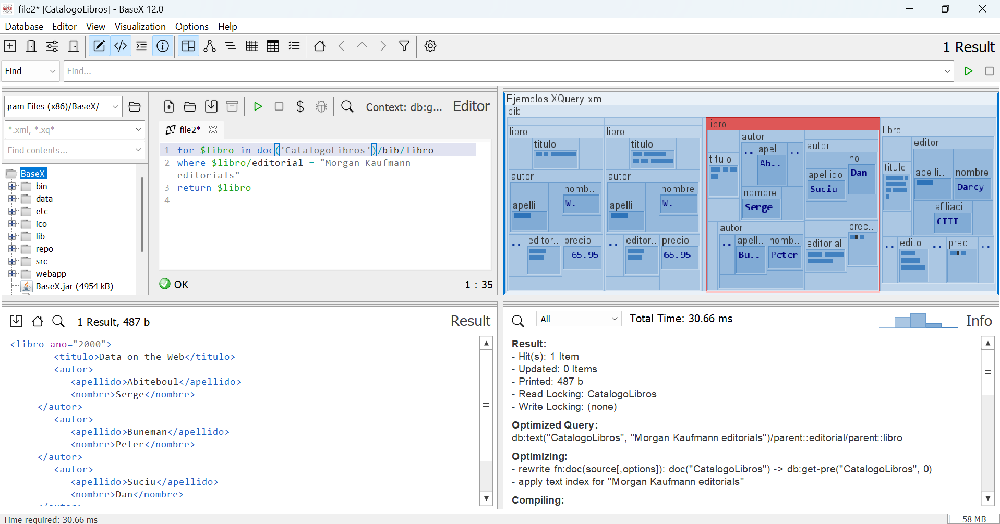 file2* [CatalogoLibros] - BaseX 12.0
Database Editor View Visualization Options Help
1 Result
Find
Find...
gram Files (x86)/BaseX/
*.xml, *.xq*
Find contents...
BaseX
bin
data
etc
ico
lib
repo
src
webapp
BaseX.jar (4954 kB)
Context: db:g... Editor
file2*
1 for $libro in doc('CatalogoLibros')/bib/libro
2 where $libro/editorial = "Morgan Kaufmann
editorials"
3 return $libro
4
OK 1 : 35
Ejemplos XQuery.xml
bib
libro
titulo
autor
apelli..
nomb..
W.
..
editor..
precio
65.95
libro
titulo
autor
apelli..
nombre
W.
..
editor..
precio
65.95
libro
titulo
autor
..
apell..
Ab..
..
nombre
Serge
autor
apellido
Suciu
no..
Dan
autor
..
apell..
Bu..
nomb..
Peter
editorial
prec..
libro
titulo
editor
apelli..
nombre
Darcy
afiliaci..
CITI
..
edito..
..
prec..
..
1 Result, 487 b Result
<libro ano="2000">
<titulo>Data on the Web</titulo>
<autor>
<apellido>Abiteboul</apellido>
<nombre>Serge</nombre>
</autor>
<autor>
<apellido>Buneman</apellido>
<nombre>Peter</nombre>
</autor>
<autor>
<apellido>Suciu</apellido>
<nombre>Dan</nombre>
All Total Time: 30.66 ms Info
Result:
- Hit(s): 1 Item
- Updated: 0 Items
- Printed: 487 b
- Read Locking: CatalogoLibros
- Write Locking: (none)
Optimized Query:
db:text("CatalogoLibros", "Morgan Kaufmann editorials")/parent::editorial/parent::libro
Optimizing:
- rewrite fn:doc(source[,options]): doc("CatalogoLibros") -> db:get-pre("CatalogoLibros", 0)
- apply text index for "Morgan Kaufmann editorials"
Compiling:
Time required: 30.66 ms 58 MB